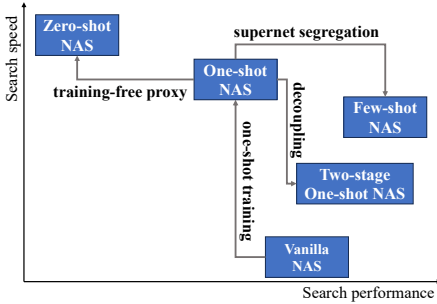 Zero-shot
NAS
supernet segregation
One-shot
NAS
training-free proxy
decoupling
Few-shot
NAS
one-shot training
Two-stage
One-shot NAS
Vanilla
NAS
Search speed
Search performance